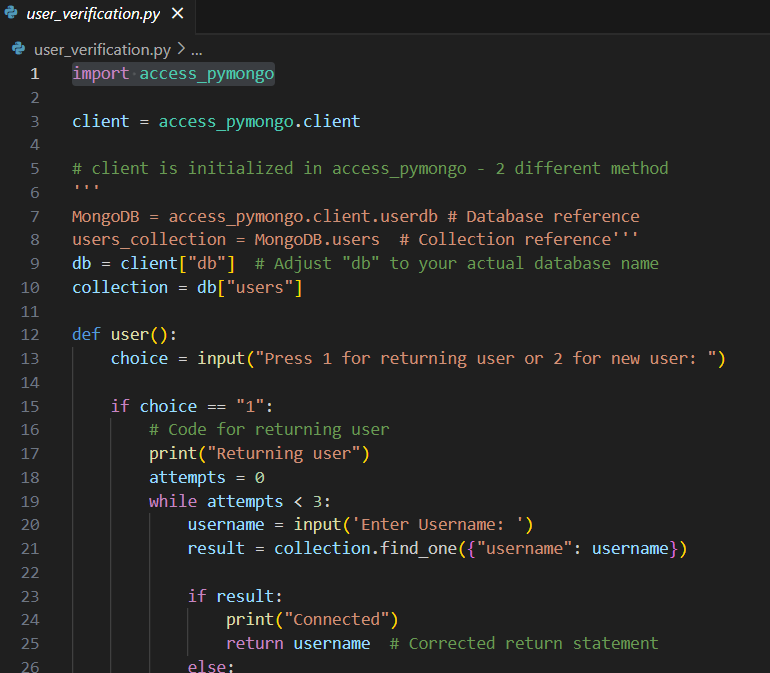 user_verification.py ×
user_verification.py > ...
1 import access_pymongo
2
3 client = access_pymongo.client
4
5 # client is initialized in access_pymongo - 2 different method
6 '''
7 MongoDB = access_pymongo.client.userdb # Database reference
8 users_collection = MongoDB.users  # Collection reference'''
9 db = client["db"]  # Adjust "db" to your actual database name
10 collection = db["users"]
11
12 def user():
13     choice = input("Press 1 for returning user or 2 for new user: ")
14
15     if choice == "1":
16         # Code for returning user
17         print("Returning user")
18         attempts = 0
19         while attempts < 3:
20             username = input('Enter Username: ')
21             result = collection.find_one({"username": username})
22
23             if result:
24                 print("Connected")
25                 return username  # Corrected return statement
26             else: